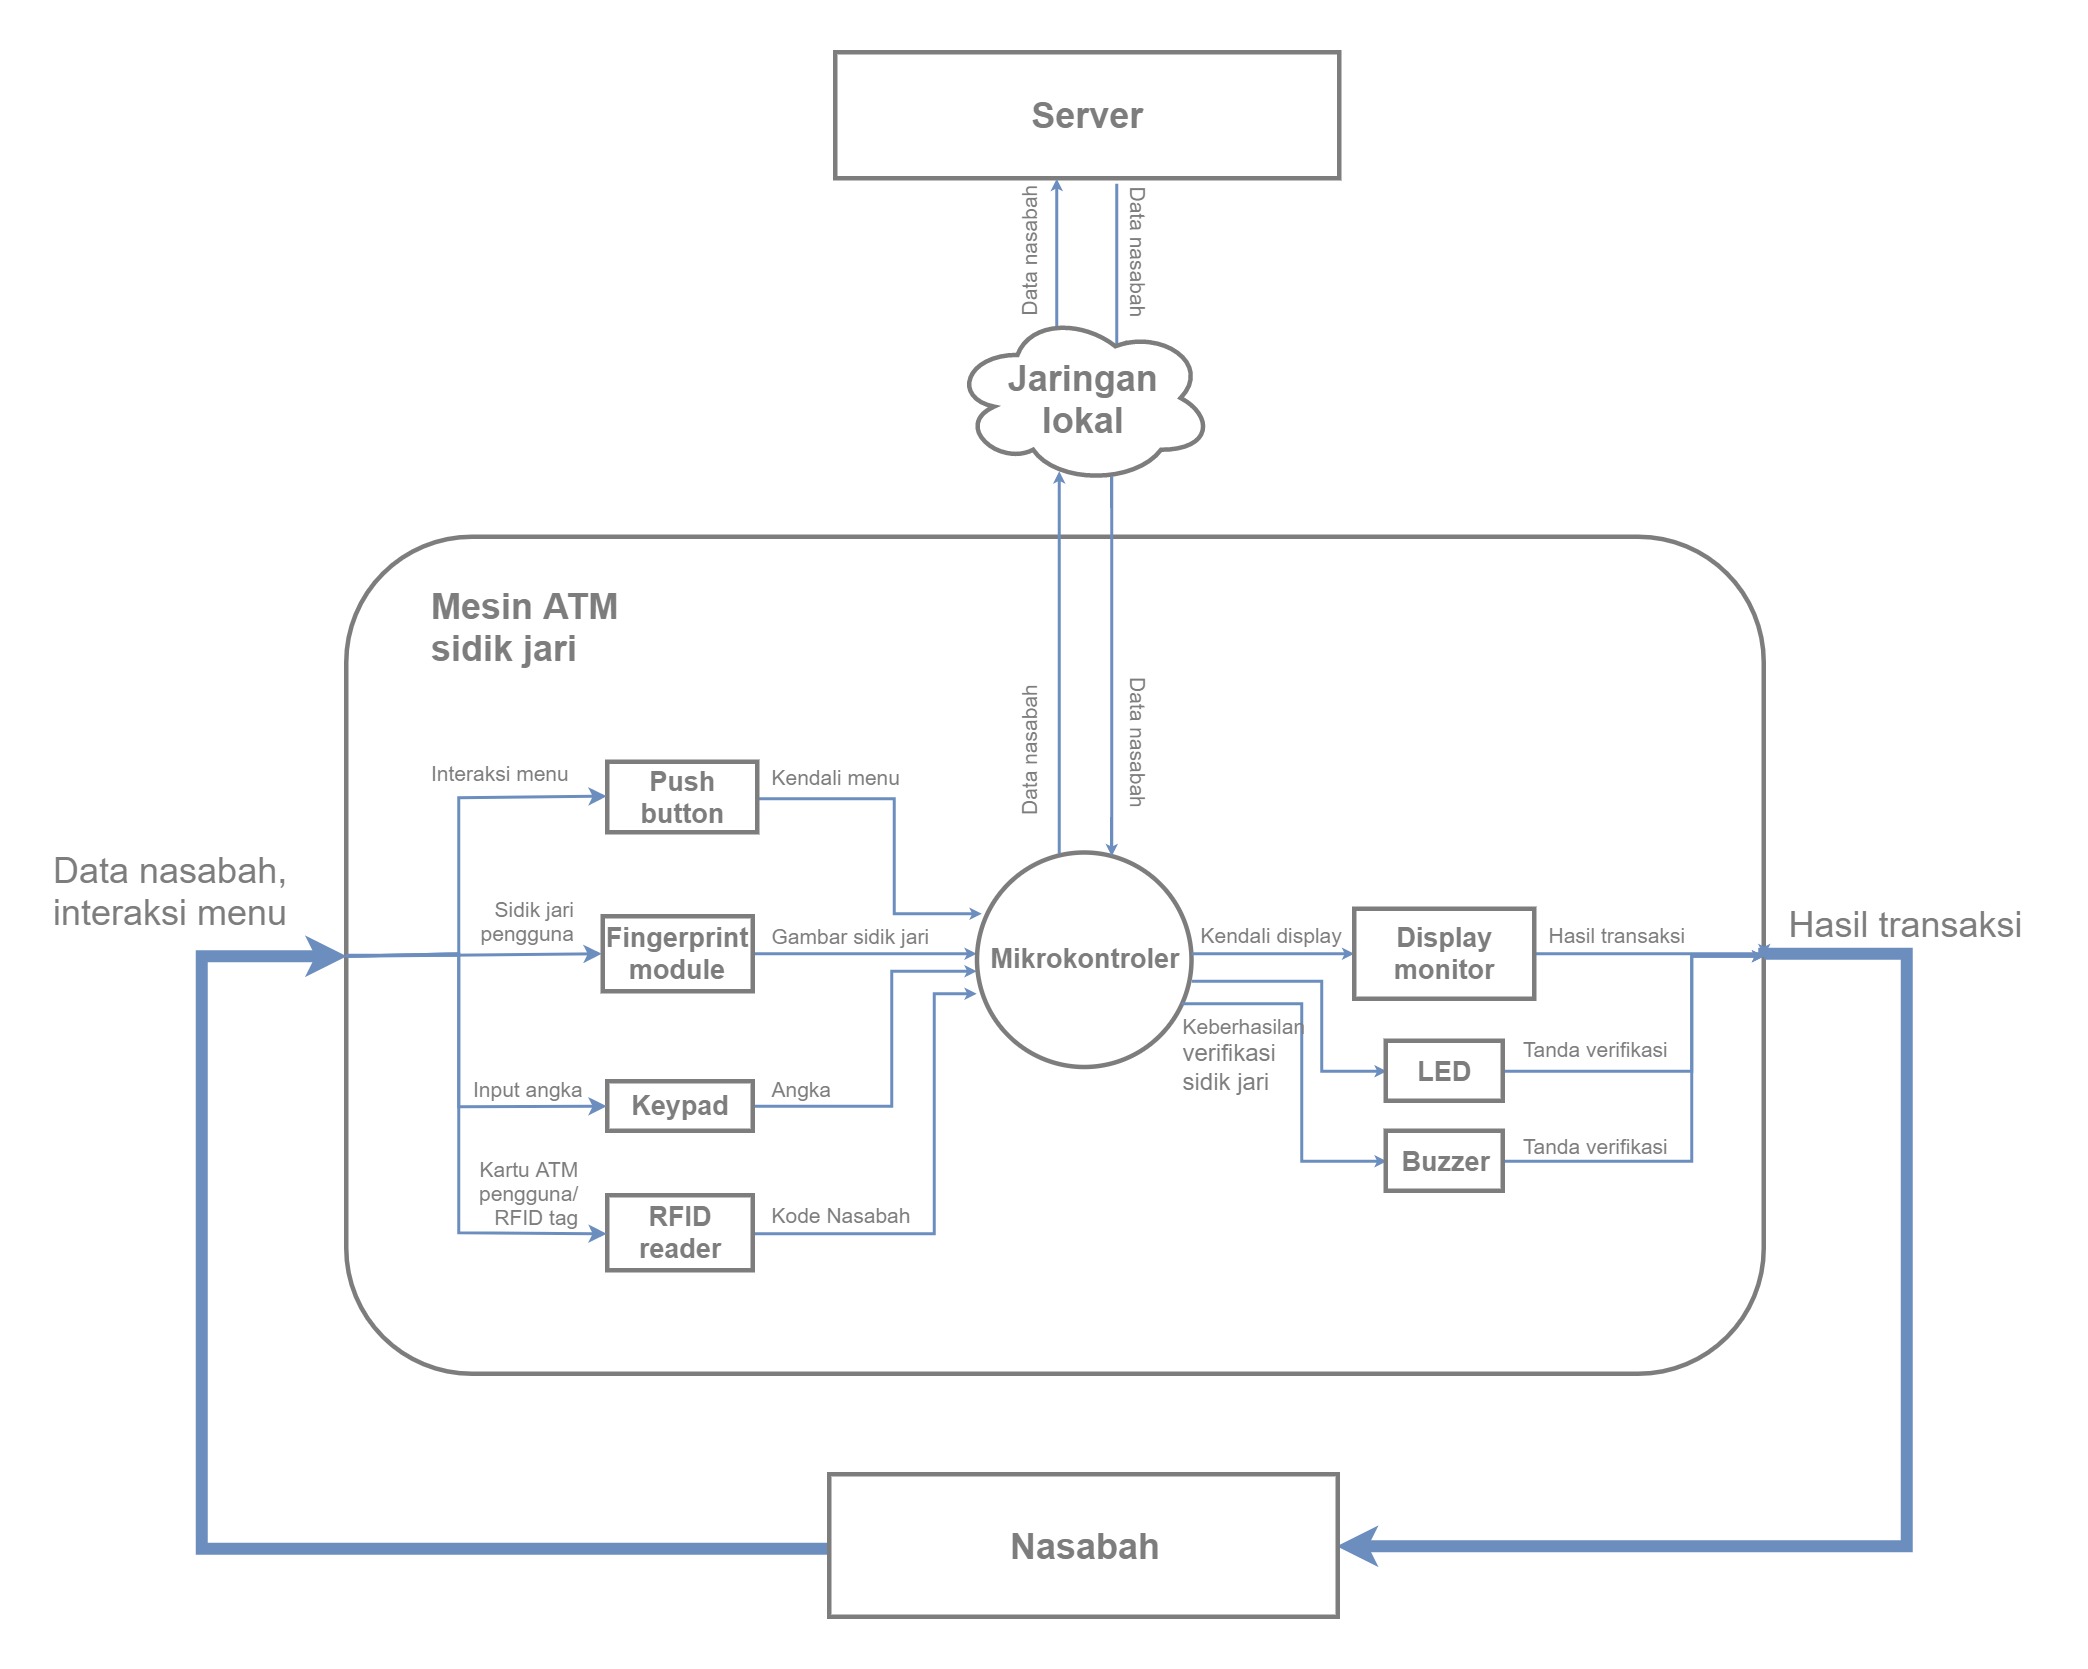 Server
Data nasabah
Data nasabah
Jaringan
lokal
Mesin ATM
sidik jari
Data nasabah
Data nasabah
Interaksi menu
Push
button
Kendali menu
Data nasabah,
interaksi menu
Sidik jari
pengguna
Fingerprint
module
Gambar sidik jari
Mikrokontroler
Kendali display
Display
monitor
Hasil transaksi
Hasil transaksi
Keberhasilan
verifikasi
sidik jari
LED
Tanda verifikasi
Input angka
Keypad
Angka
Buzzer
Tanda verifikasi
Kartu ATM
pengguna/
RFID tag
RFID
reader
Kode Nasabah
Nasabah